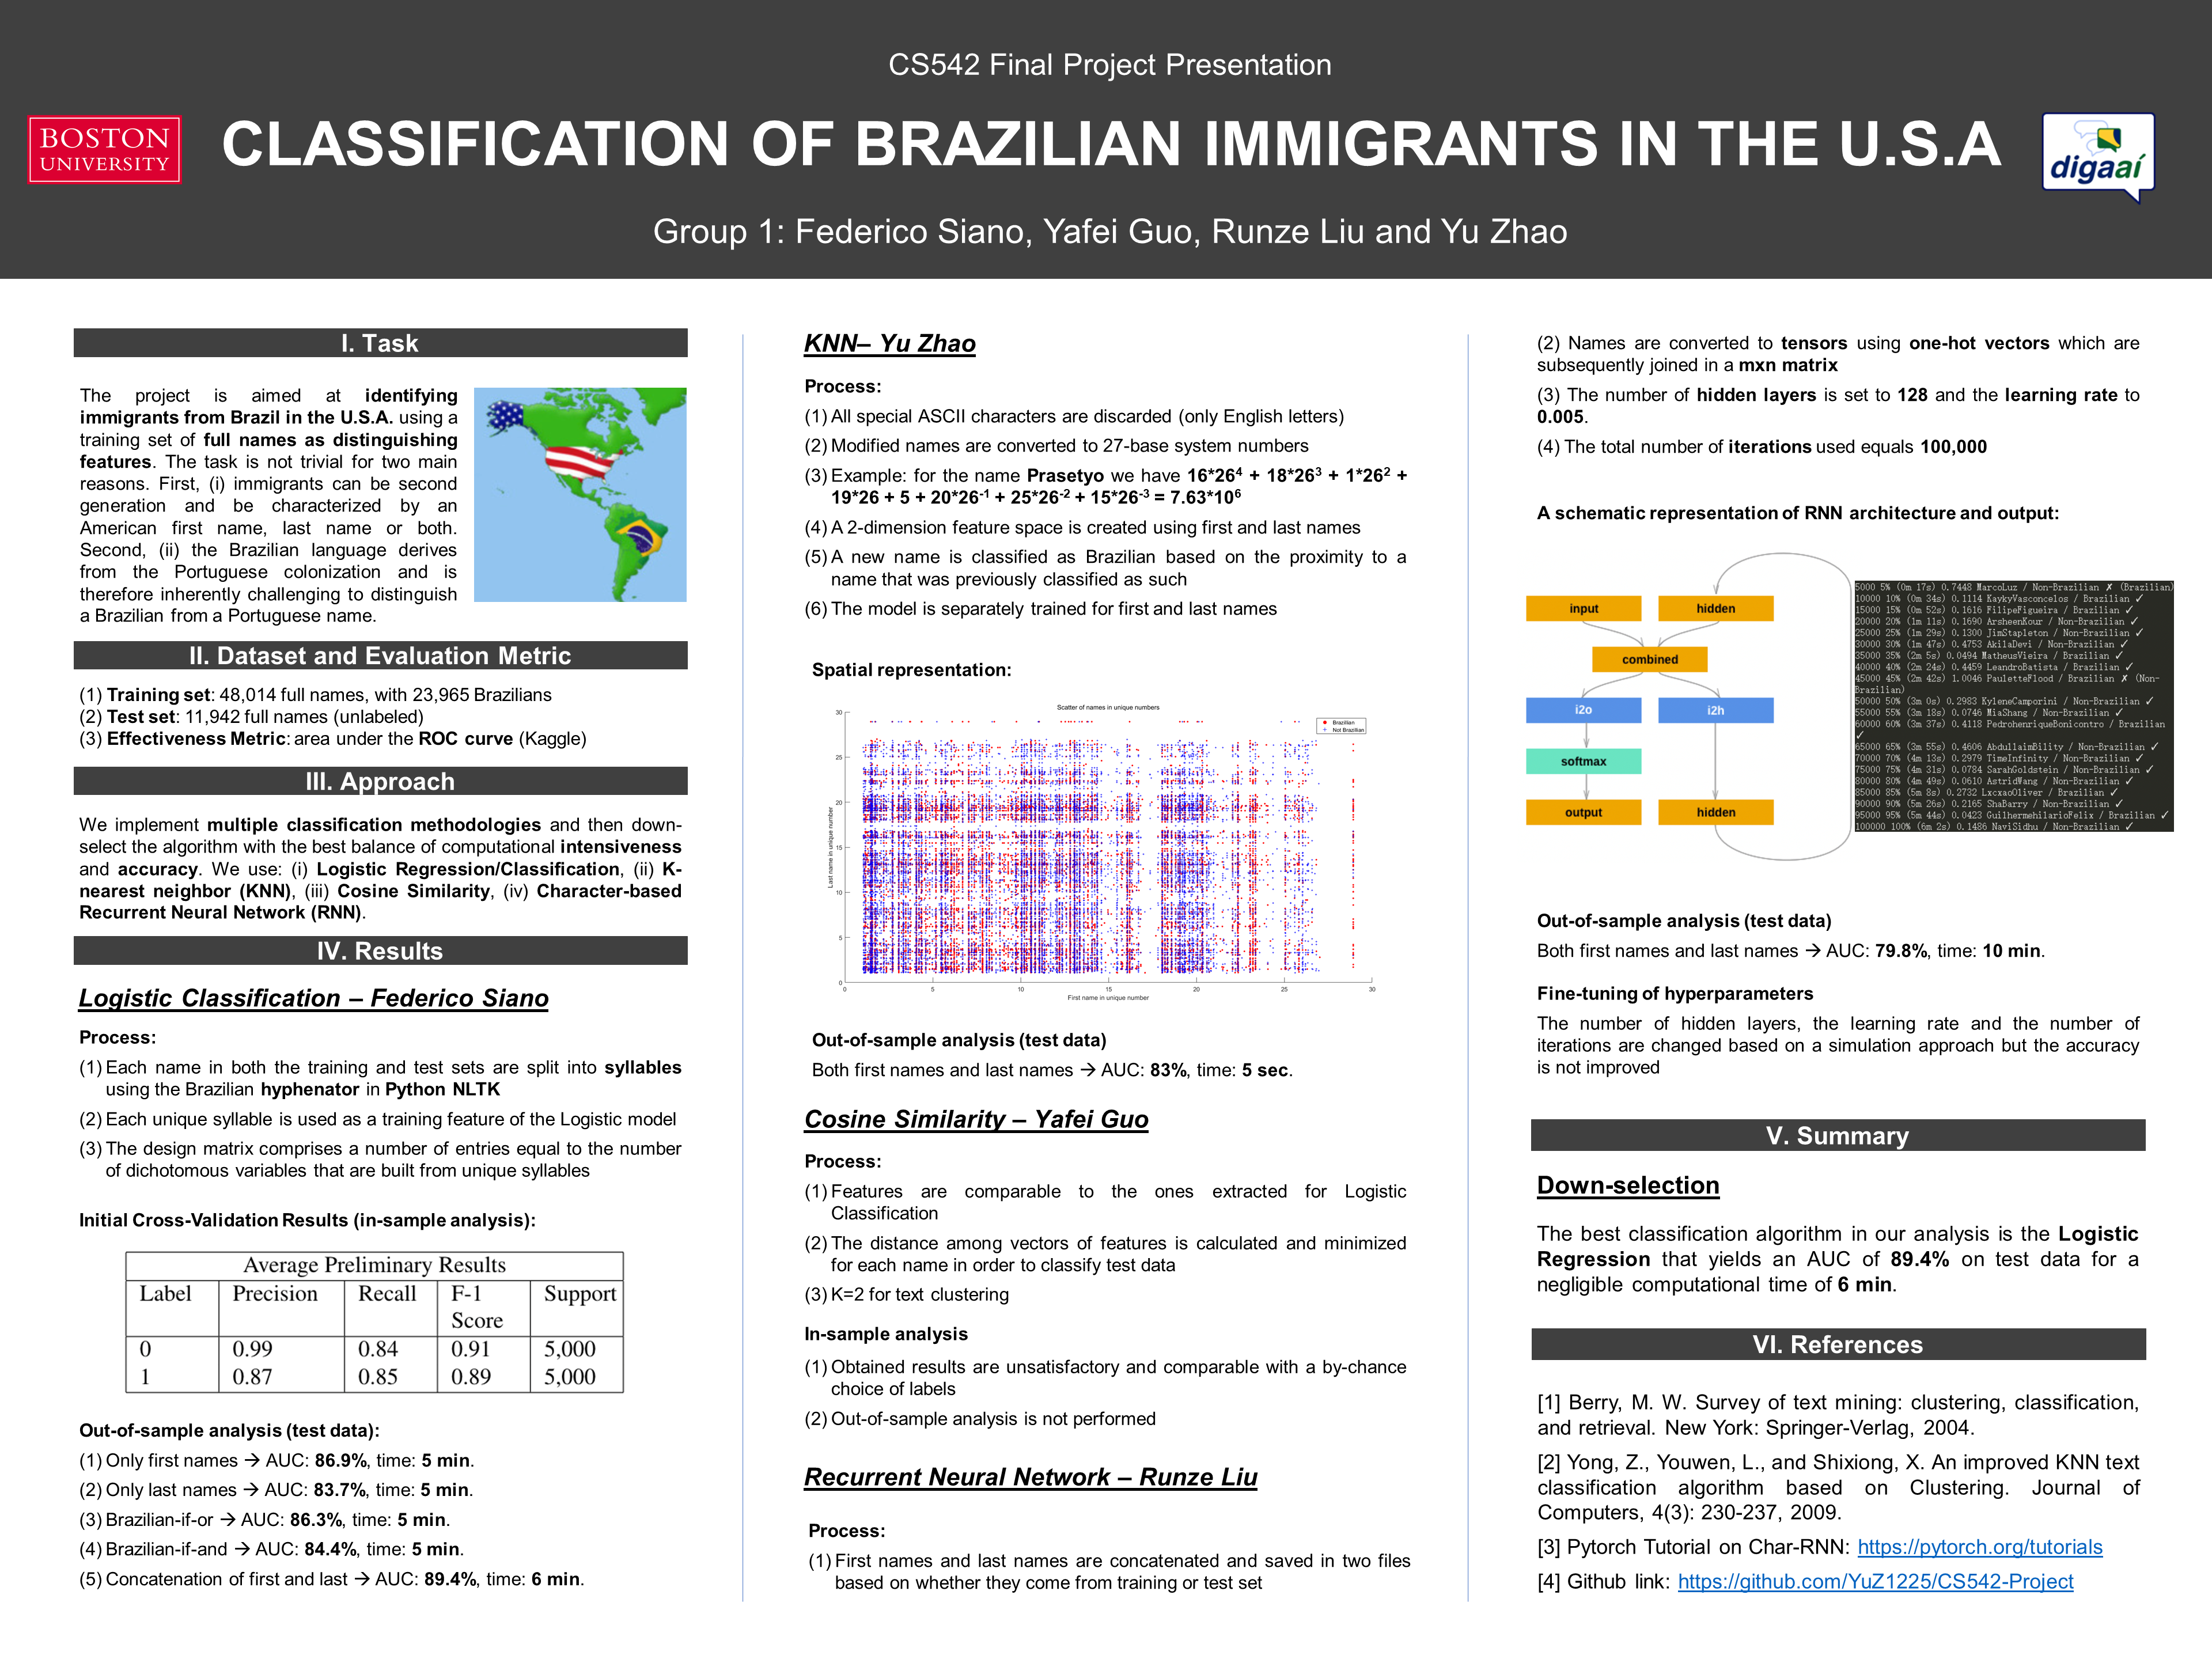 CS542 Final Project Presentation
BOSTON
UNIVERSITY
CLASSIFICATION OF BRAZILIAN IMMIGRANTS IN THE U.S.A
digaaí
Group 1: Federico Siano, Yafei Guo, Runze Liu and Yu Zhao
I. Task
The project is aimed at identifying
immigrants from Brazil in the U.S.A. using a
training set of full names as distinguishing
features. The task is not trivial for two main
reasons. First, (i) immigrants can be second
generation and be characterized by an
American first name, last name or both.
Second, (ii) the Brazilian language derives
from the Portuguese colonization and is
therefore inherently challenging to distinguish
a Brazilian from a Portuguese name.
II. Dataset and Evaluation Metric
(1) Training set: 48,014 full names, with 23,965 Brazilians
(2) Test set: 11,942 full names (unlabeled)
(3) Effectiveness Metric: area under the ROC curve (Kaggle)
III. Approach
We implement multiple classification methodologies and then down-
select the algorithm with the best balance of computational intensiveness
and accuracy. We use: (i) Logistic Regression/Classification, (ii) K-
nearest neighbor (KNN), (iii) Cosine Similarity, (iv) Character-based
Recurrent Neural Network (RNN).
IV. Results
Logistic Classification – Federico Siano
Process:
(1) Each name in both the training and test sets are split into syllables
using the Brazilian hyphenator in Python NLTK
(2) Each unique syllable is used as a training feature of the Logistic model
(3) The design matrix comprises a number of entries equal to the number
of dichotomous variables that are built from unique syllables
Initial Cross-Validation Results (in-sample analysis):
Average Preliminary Results
Label Precision Recall F-1 Score Support
0 0.99 0.84 0.91 5,000
1 0.87 0.85 0.89 5,000
Out-of-sample analysis (test data):
(1) Only first names → AUC: 86.9%, time: 5 min.
(2) Only last names → AUC: 83.7%, time: 5 min.
(3) Brazilian-if-or → AUC: 86.3%, time: 5 min.
(4) Brazilian-if-and → AUC: 84.4%, time: 5 min.
(5) Concatenation of first and last → AUC: 89.4%, time: 6 min.
KNN– Yu Zhao
Process:
(1) All special ASCII characters are discarded (only English letters)
(2) Modified names are converted to 27-base system numbers
(3) Example: for the name Prasetyo we have 16*26⁴ + 18*26³ + 1*26² +
19*26 + 5 + 20*26⁻¹ + 25*26⁻² + 15*26⁻³ = 7.63*10⁶
(4) A 2-dimension feature space is created using first and last names
(5) A new name is classified as Brazilian based on the proximity to a
name that was previously classified as such
(6) The model is separately trained for first and last names
Spatial representation:
Scatter of names in unique numbers
Brazilian
Not Brazilian
Last name in unique number
30
25
20
15
10
5
0
0 5 10 15 20 25 30
First name in unique number
Out-of-sample analysis (test data)
Both first names and last names → AUC: 83%, time: 5 sec.
Cosine Similarity – Yafei Guo
Process:
(1) Features are comparable to the ones extracted for Logistic
Classification
(2) The distance among vectors of features is calculated and minimized
for each name in order to classify test data
(3) K=2 for text clustering
In-sample analysis
(1) Obtained results are unsatisfactory and comparable with a by-chance
choice of labels
(2) Out-of-sample analysis is not performed
Recurrent Neural Network – Runze Liu
Process:
(1) First names and last names are concatenated and saved in two files
based on whether they come from training or test set
(2) Names are converted to tensors using one-hot vectors which are
subsequently joined in a mxn matrix
(3) The number of hidden layers is set to 128 and the learning rate to
0.005.
(4) The total number of iterations used equals 100,000
A schematic representation of RNN architecture and output:
input hidden
combined
i2o i2h
softmax
output hidden
5000 5% (0m 17s) 0.7448 MarcoLuz / Non-Brazilian ✗ (Brazilian)
10000 10% (0m 34s) 0.1114 KaykyVasconcelos / Brazilian ✓
15000 15% (0m 52s) 0.1616 FilipeFigueira / Brazilian ✓
20000 20% (1m 11s) 0.1690 ArsheenKour / Non-Brazilian ✓
25000 25% (1m 29s) 0.1300 JimStapleton / Non-Brazilian ✓
30000 30% (1m 47s) 0.4753 AkilaDevi / Non-Brazilian ✓
35000 35% (2m 5s) 0.0494 MatheusVieira / Brazilian ✓
40000 40% (2m 24s) 0.4459 LeandroBatista / Brazilian ✓
45000 45% (2m 42s) 1.0046 PauletteFlood / Brazilian ✗ (Non-
Brazilian)
50000 50% (3m 0s) 0.2983 KyleneCamporini / Non-Brazilian ✓
55000 55% (3m 18s) 0.0746 MiaShang / Non-Brazilian ✓
60000 60% (3m 37s) 0.4118 PedrohenriqueBonicontro / Brazilian
✓
65000 65% (3m 55s) 0.4606 AbdullaimBility / Non-Brazilian ✓
70000 70% (4m 13s) 0.2979 TimeInfinity / Non-Brazilian ✓
75000 75% (4m 31s) 0.0784 SarahGoldstein / Non-Brazilian ✓
80000 80% (4m 49s) 0.0610 AstridWang / Non-Brazilian ✓
85000 85% (5m 8s) 0.2732 LxcxaoOliver / Brazilian ✓
90000 90% (5m 26s) 0.2165 ShaBarry / Non-Brazilian ✓
95000 95% (5m 44s) 0.0423 GuilhermehilarioFelix / Brazilian ✓
100000 100% (6m 2s) 0.1486 NaviSidhu / Non-Brazilian ✓
Out-of-sample analysis (test data)
Both first names and last names → AUC: 79.8%, time: 10 min.
Fine-tuning of hyperparameters
The number of hidden layers, the learning rate and the number of
iterations are changed based on a simulation approach but the accuracy
is not improved
V. Summary
Down-selection
The best classification algorithm in our analysis is the Logistic
Regression that yields an AUC of 89.4% on test data for a
negligible computational time of 6 min.
VI. References
[1] Berry, M. W. Survey of text mining: clustering, classification,
and retrieval. New York: Springer-Verlag, 2004.
[2] Yong, Z., Youwen, L., and Shixiong, X. An improved KNN text
classification algorithm based on Clustering. Journal of
Computers, 4(3): 230-237, 2009.
[3] Pytorch Tutorial on Char-RNN: https://pytorch.org/tutorials
[4] Github link: https://github.com/YuZ1225/CS542-Project